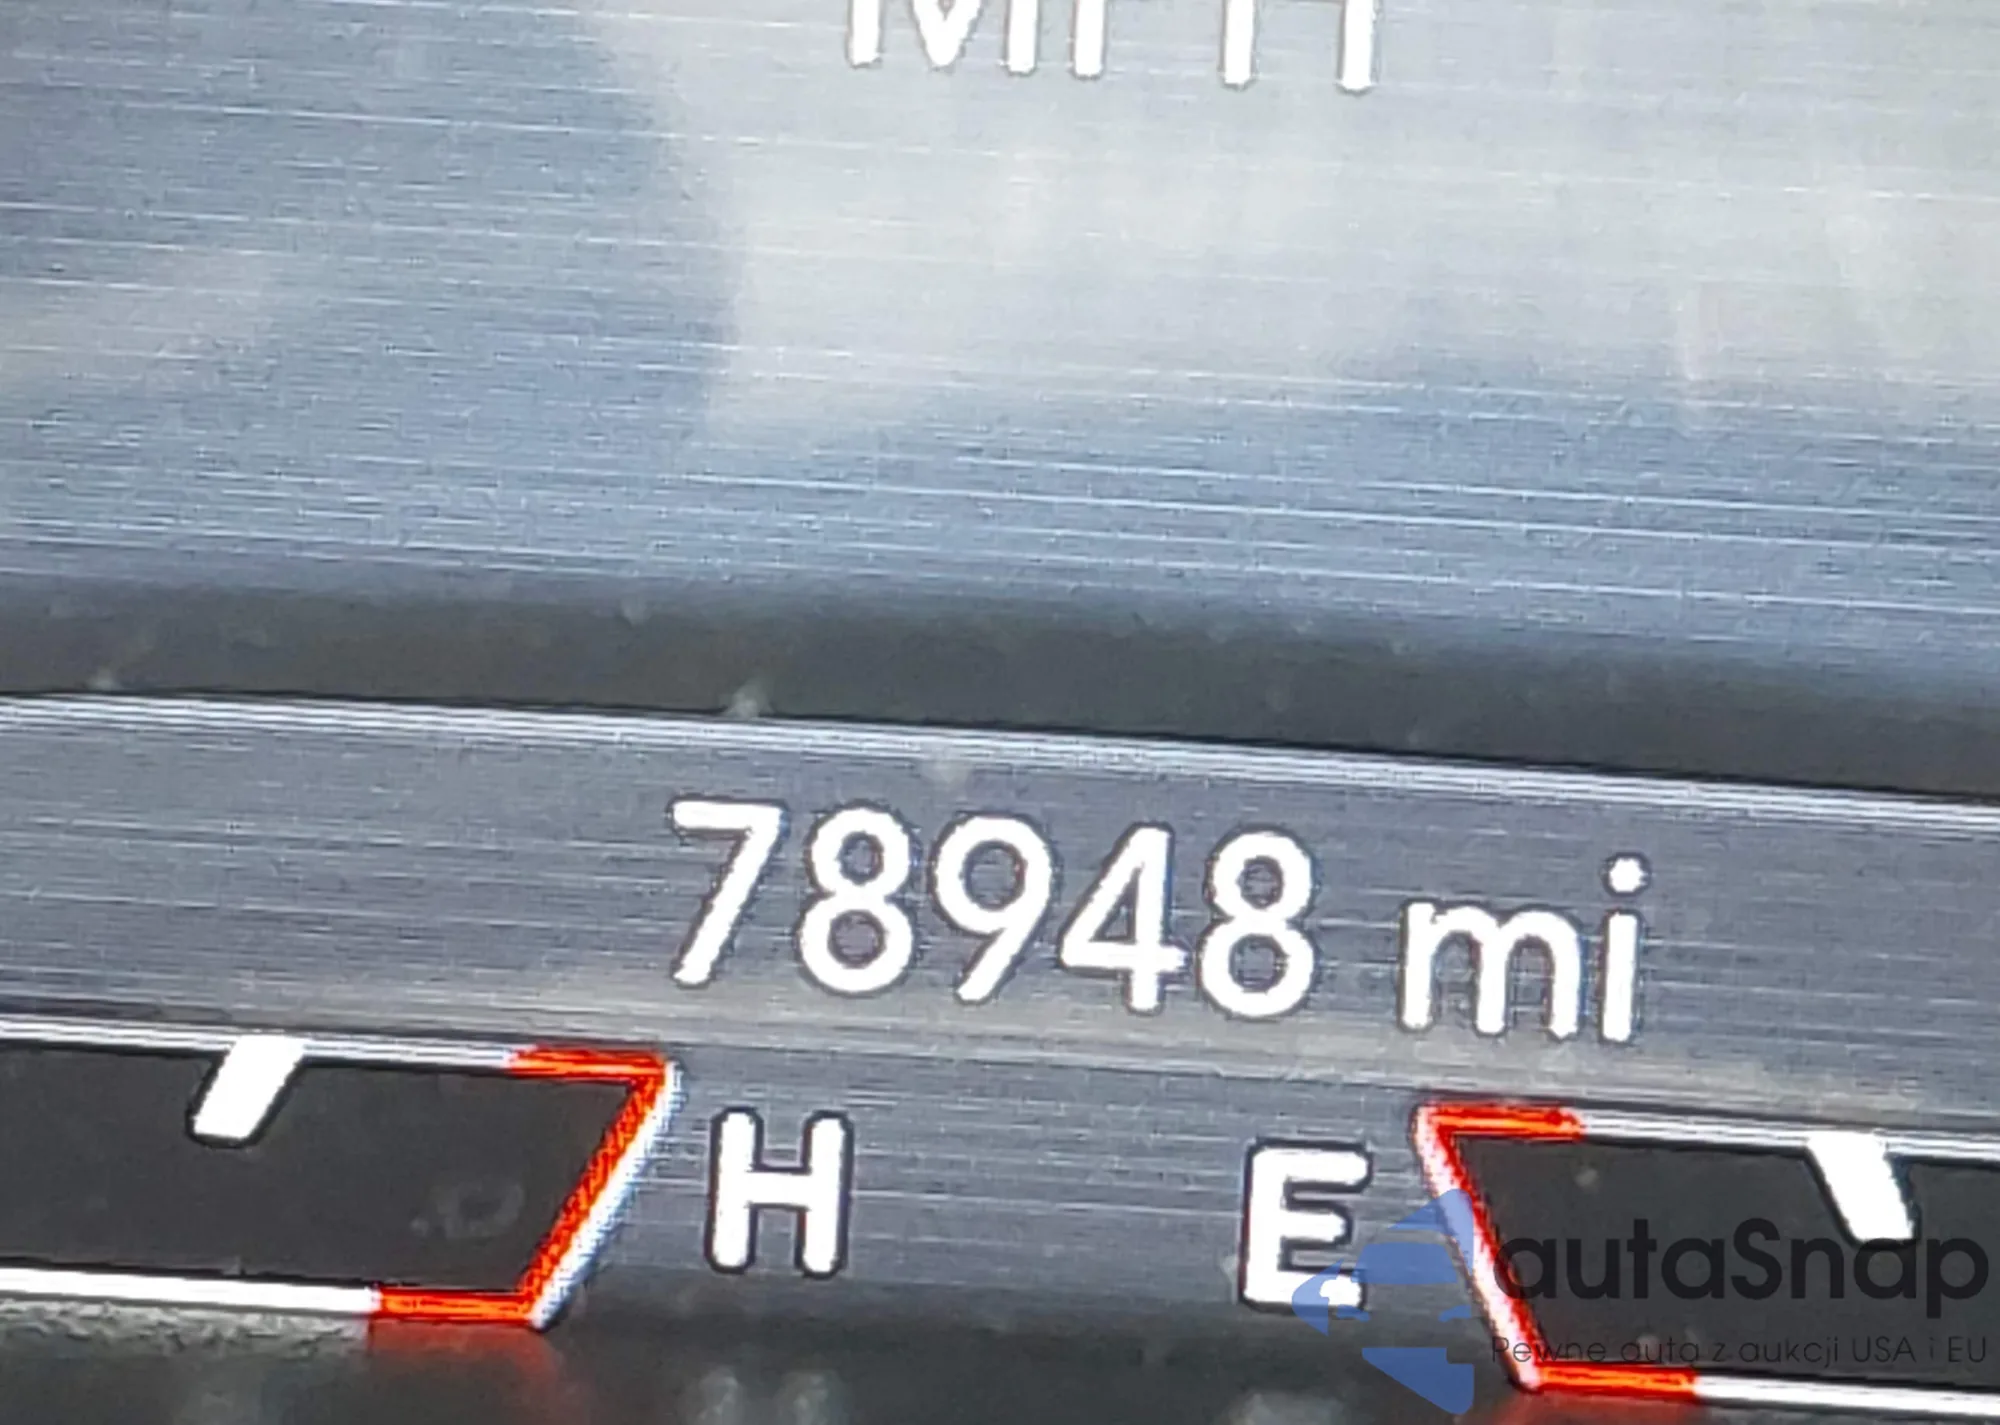 MPH
78948 mi
H E
autaSnap
Pewne auta z aukcji USA i EU